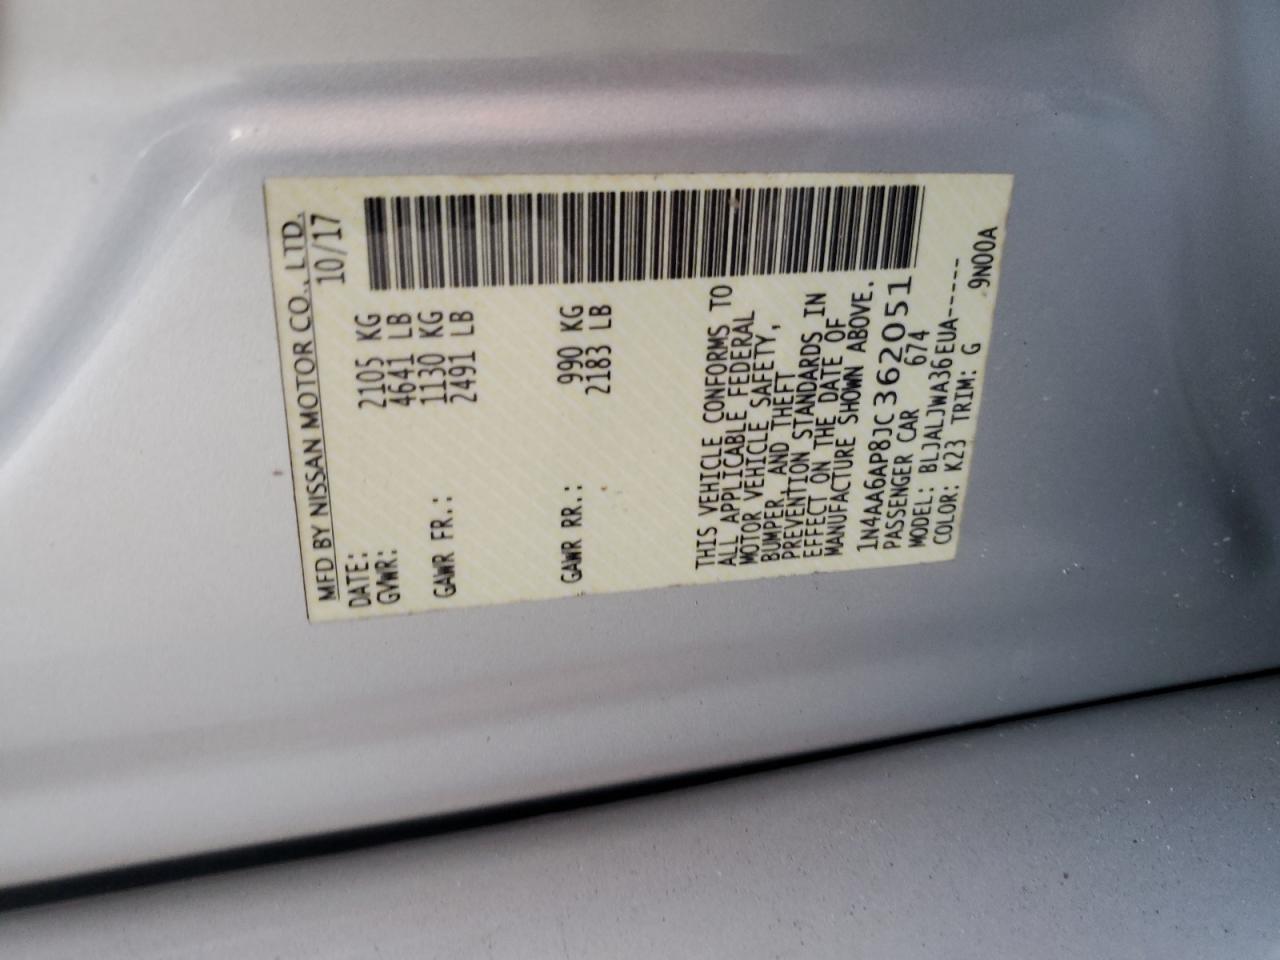 MFD BY NISSAN MOTOR CO., LTD.
DATE: 10/17
GVWR: 2105 KG
4641 LB
GAWR FR.: 1130 KG
2491 LB
GAWR RR.: 990 KG
2183 LB
THIS VEHICLE CONFORMS TO
ALL APPLICABLE FEDERAL
MOTOR VEHICLE SAFETY,
BUMPER, AND THEFT
PREVENTION STANDARDS IN
EFFECT ON THE DATE OF
MANUFACTURE SHOWN ABOVE.
1N4AA6AP8JC362051
PASSENGER CAR 674
MODEL: BLJALJWA36EUA-----
COLOR: K23 TRIM: G 9N00A